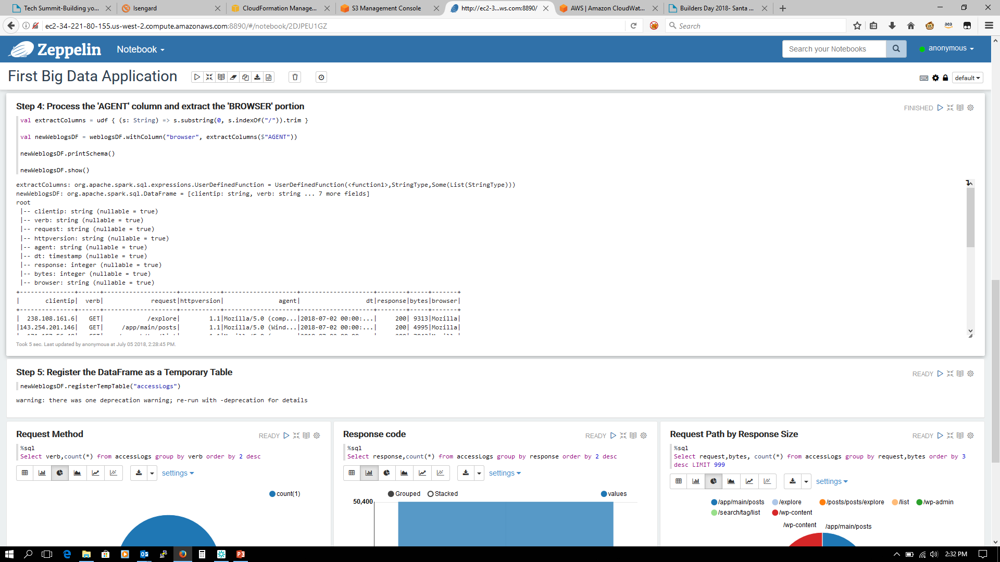 Tech Summit-Building yo...
Isengard
CloudFormation Manage...
S3 Management Console
http://ec2-3...ws.com:8890/
AWS | Amazon CloudWat...
Builders Day 2018- Santa ...
ec2-34-221-80-155.us-west-2.compute.amazonaws.com:8890/#/notebook/2DJPEU1GZ
Search
aea
Zeppelin
Notebook
Search your Notebooks
anonymous
First Big Data Application
default
Step 4: Process the 'AGENT' column and extract the 'BROWSER' portion
FINISHED
val extractColumns = udf { (s: String) => s.substring(0, s.indexOf("/")).trim }
val newWeblogsDF = weblogsDF.withColumn("browser", extractColumns($"AGENT"))
newWeblogsDF.printSchema()
newWeblogsDF.show()
extractColumns: org.apache.spark.sql.expressions.UserDefinedFunction = UserDefinedFunction(<function1>,StringType,Some(List(StringType)))
newWeblogsDF: org.apache.spark.sql.DataFrame = [clientip: string, verb: string ... 7 more fields]
root
|-- clientip: string (nullable = true)
|-- verb: string (nullable = true)
|-- request: string (nullable = true)
|-- httpversion: string (nullable = true)
|-- agent: string (nullable = true)
|-- dt: timestamp (nullable = true)
|-- response: integer (nullable = true)
|-- bytes: integer (nullable = true)
|-- browser: string (nullable = true)
+---------------+------+--------------------+-----------+--------------------+--------------------+--------+-----+-------+
|       clientip|  verb|             request|httpversion|               agent|                  dt|response|bytes|browser|
+---------------+------+--------------------+-----------+--------------------+--------------------+--------+-----+-------+
|  238.108.161.6|   GET|            /explore|        1.1|Mozilla/5.0 (comp...|2018-07-02 00:00:...|     200| 9313|Mozilla|
|143.254.201.146|   GET|     /app/main/posts|        1.1|Mozilla/5.0 (Wind...|2018-07-02 00:00:...|     200| 4995|Mozilla|
Took 5 sec. Last updated by anonymous at July 05 2018, 2:28:45 PM.
Step 5: Register the DataFrame as a Temporary Table
READY
newWeblogsDF.registerTempTable("accessLogs")
warning: there was one deprecation warning; re-run with -deprecation for details
Request Method
READY
%sql
Select verb,count(*) from accessLogs group by verb order by 2 desc
settings
count(1)
Response code
READY
%sql
Select response,count(*) from accessLogs group by response order by 2 desc
settings
Grouped Stacked values
50,400
Request Path by Response Size
READY
%sql
Select request,bytes, count(*) from accessLogs group by request,bytes order by 3
desc LIMIT 999
settings
/app/main/posts /explore /posts/posts/explore /list /wp-admin
/search/tag/list /wp-content
/wp-content /app/main/posts
2:32 PM